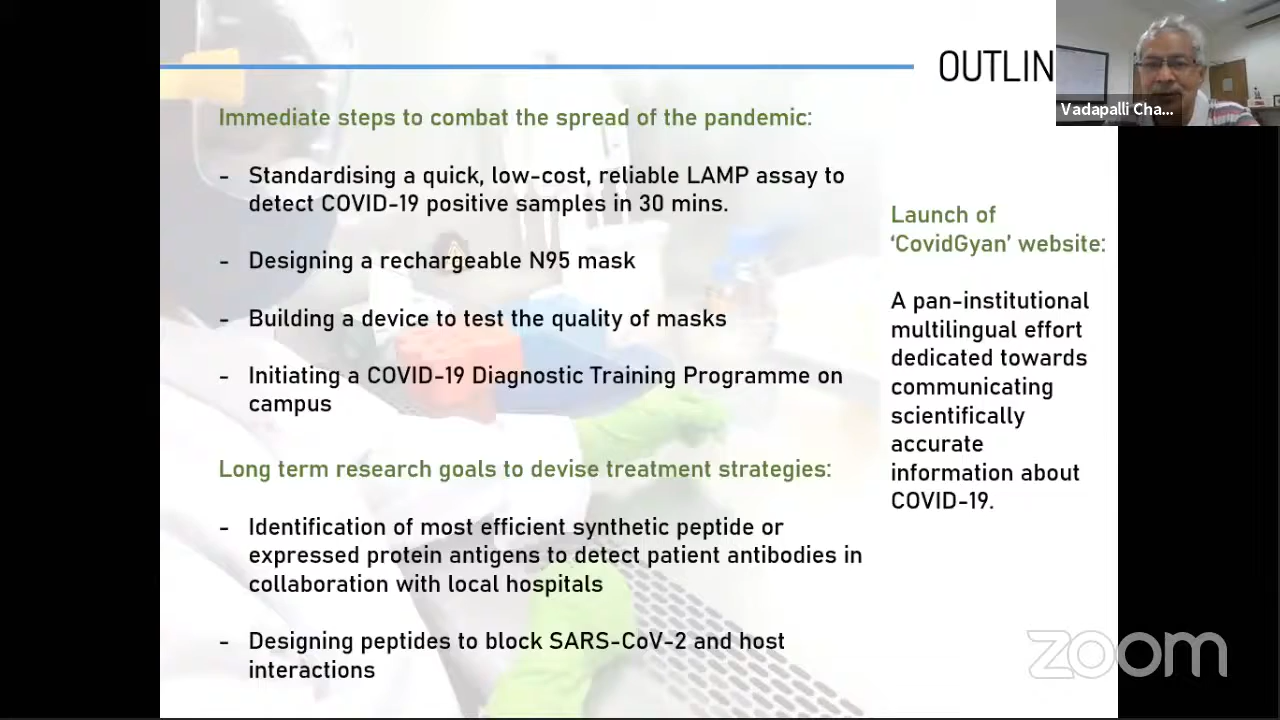 OUTLIN
Vadapalli Cha...
Immediate steps to combat the spread of the pandemic:
- Standardising a quick, low-cost, reliable LAMP assay to
detect COVID-19 positive samples in 30 mins.
- Designing a rechargeable N95 mask
- Building a device to test the quality of masks
- Initiating a COVID-19 Diagnostic Training Programme on
campus
Long term research goals to devise treatment strategies:
- Identification of most efficient synthetic peptide or
expressed protein antigens to detect patient antibodies in
collaboration with local hospitals
- Designing peptides to block SARS-CoV-2 and host
interactions
Launch of
‘CovidGyan’ website:
A pan-institutional
multilingual effort
dedicated towards
communicating
scientifically
accurate
information about
COVID-19.
zoom